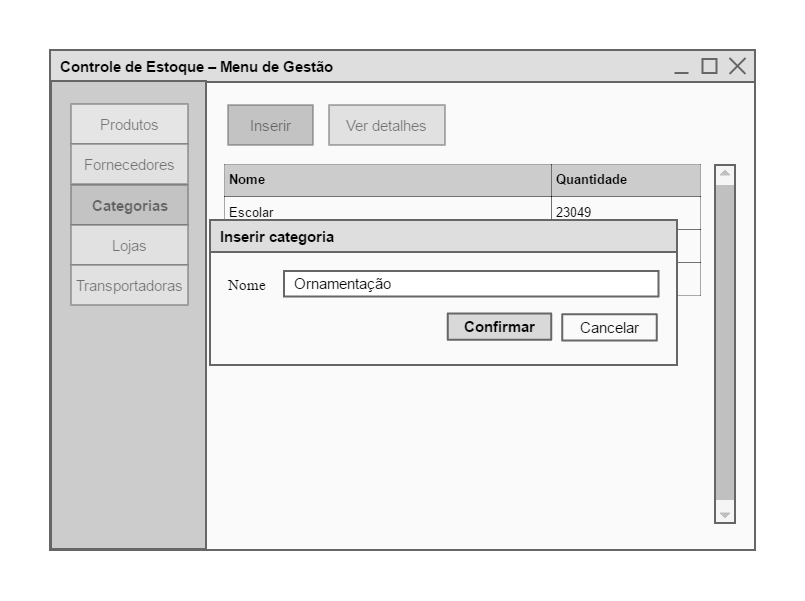 Controle de Estoque – Menu de Gestão
Produtos
Fornecedores
Categorias
Lojas
Transportadoras
Inserir
Ver detalhes
Nome
Quantidade
Escolar
23049
Inserir categoria
Nome
Ornamentação
Confirmar
Cancelar